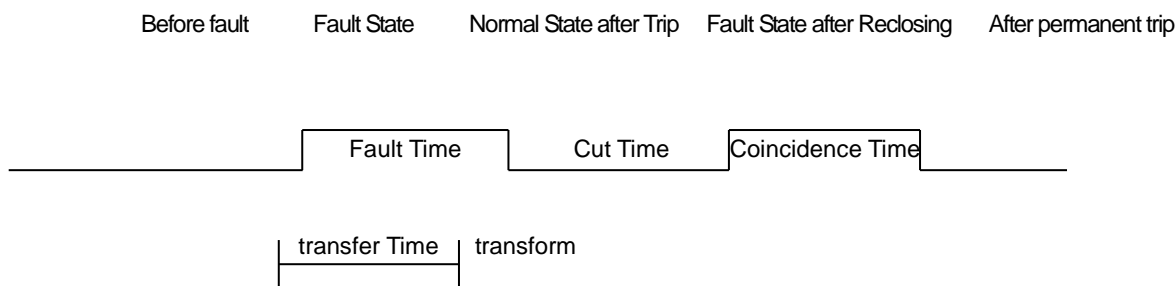 Before fault Fault State Normal State after Trip Fault State after Reclosing After permanent trip
Fault Time Cut Time Coincidence Time
transfer Time transform